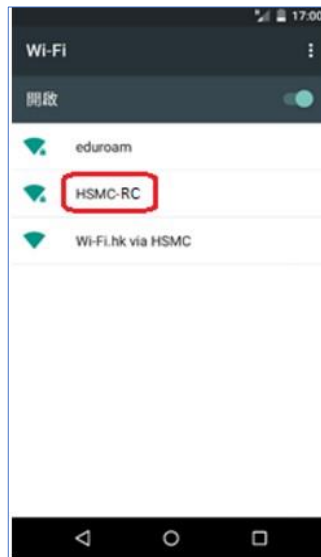 17:00
Wi-Fi
開啟
eduroam
HSMC-RC
Wi-Fi.hk via HSMC